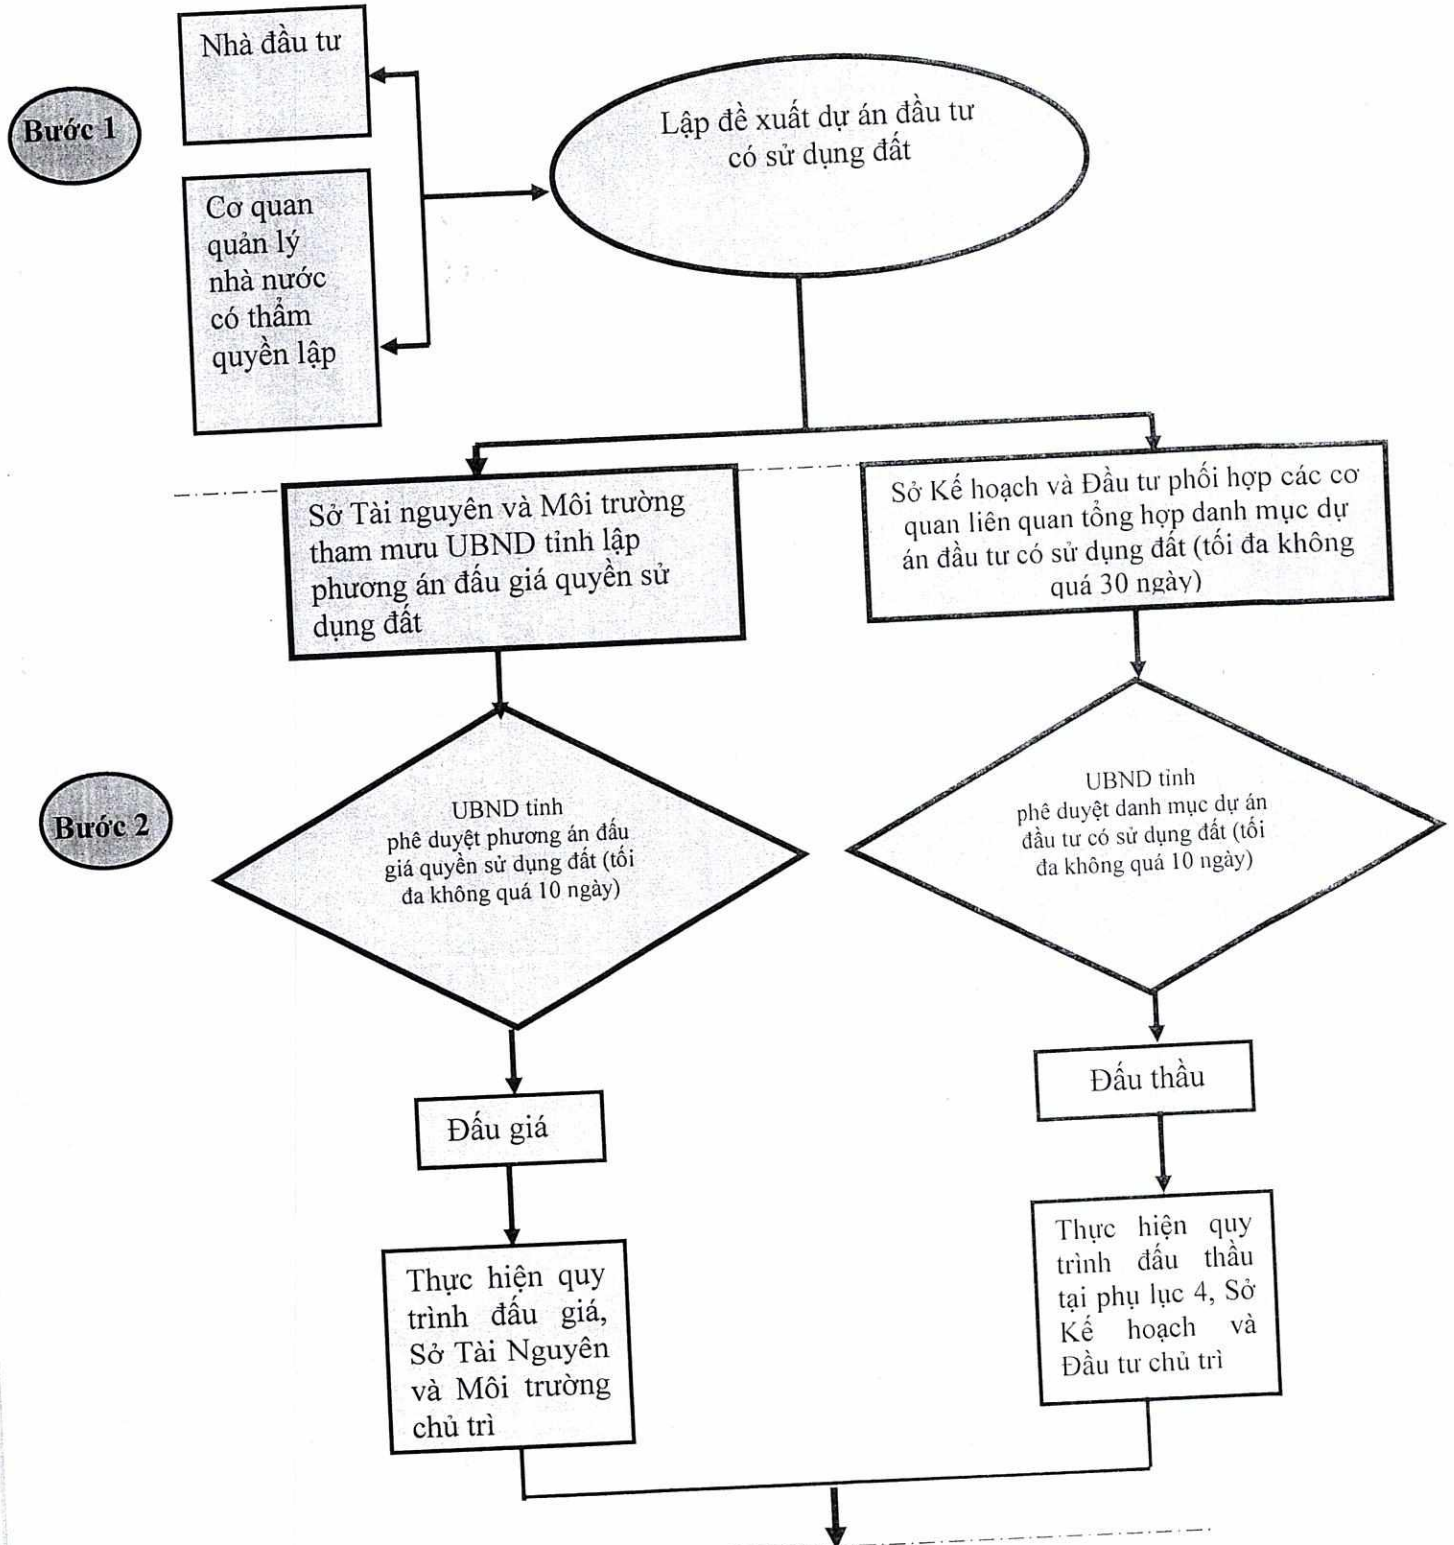 Nhà đầu tư
Bước 1
Lập đề xuất dự án đầu tư
có sử dụng đất
Cơ quan
quản lý
nhà nước
có thẩm
quyền lập
Sở Tài nguyên và Môi trường
tham mưu UBND tỉnh lập
phương án đấu giá quyền sử
dụng đất
Sở Kế hoạch và Đầu tư phối hợp các cơ
quan liên quan tổng hợp danh mục dự
án đầu tư có sử dụng đất (tối đa không
quá 30 ngày)
Bước 2
UBND tỉnh
phê duyệt phương án đấu
giá quyền sử dụng đất (tối
đa không quá 10 ngày)
UBND tỉnh
phê duyệt danh mục dự án
đầu tư có sử dụng đất (tối
đa không quá 10 ngày)
Đấu giá
Đấu thầu
Thực hiện quy
trình đấu giá,
Sở Tài Nguyên
và Môi trường
chủ trì
Thực hiện quy
trình đấu thầu
tại phụ lục 4, Sở
Kế hoạch và
Đầu tư chủ trì